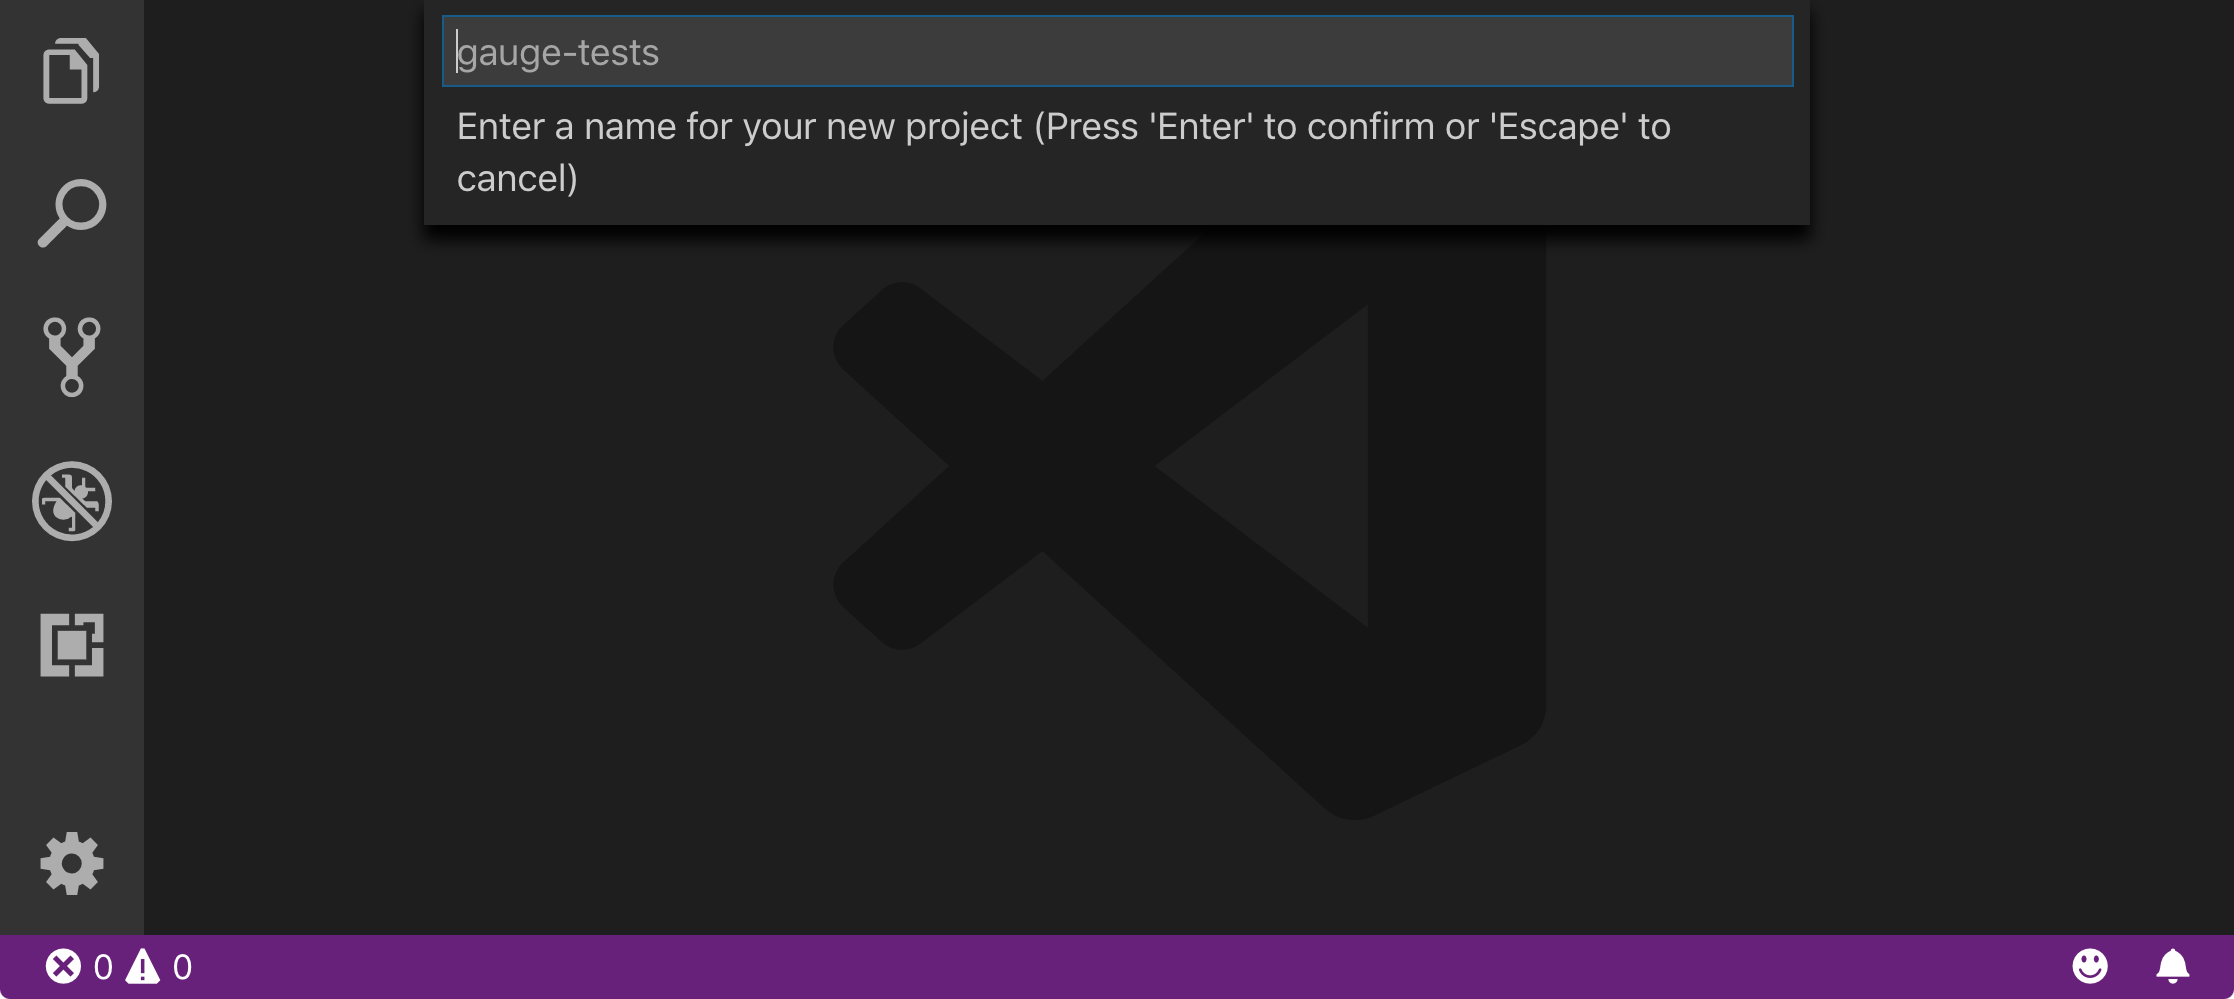 gauge-tests
Enter a name for your new project (Press 'Enter' to confirm or 'Escape' to
cancel)
0 0